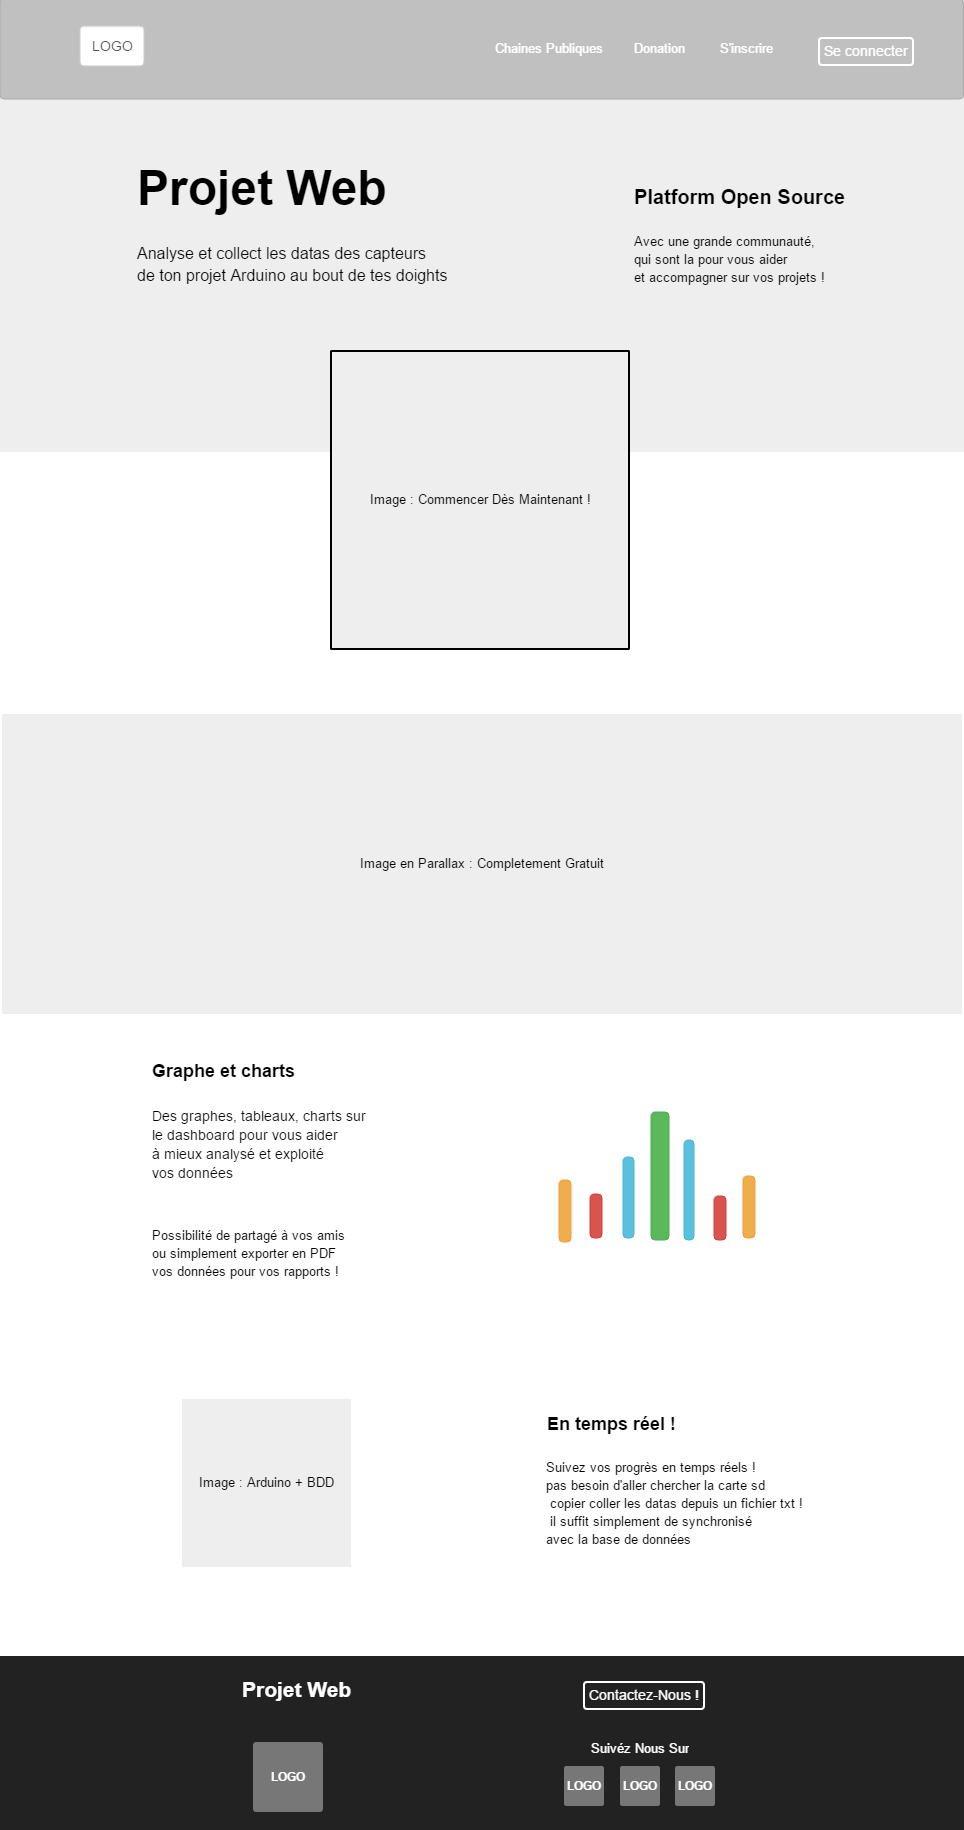 LOGO
Chaines Publiques
Donation
S'inscrire
Se connecter
Projet Web
Analyse et collect les datas des capteurs
de ton projet Arduino au bout de tes doights
Platform Open Source
Avec une grande communauté,
qui sont la pour vous aider
et accompagner sur vos projets !
Image : Commencer Dès Maintenant !
Image en Parallax : Completement Gratuit
Graphe et charts
Des graphes, tableaux, charts sur
le dashboard pour vous aider
à mieux analysé et exploité
vos données
Possibilité de partagé à vos amis
ou simplement exporter en PDF
vos données pour vos rapports !
Image : Arduino + BDD
En temps réel !
Suivez vos progrès en temps réels !
pas besoin d'aller chercher la carte sd
copier coller les datas depuis un fichier txt !
il suffit simplement de synchronisé
avec la base de données
Projet Web
LOGO
Contactez-Nous !
Suivéz Nous Sur
LOGO
LOGO
LOGO